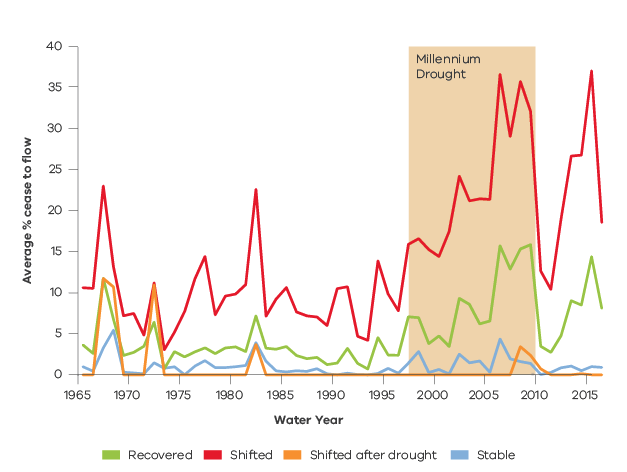 40
Millennium
Drought
35
30
25
20
15
10
5
0
Average % cease to flow
1965 1970 1975 1980 1985 1990 1995 2000 2005 2010 2015
Water Year
Recovered Shifted Shifted after drought Stable